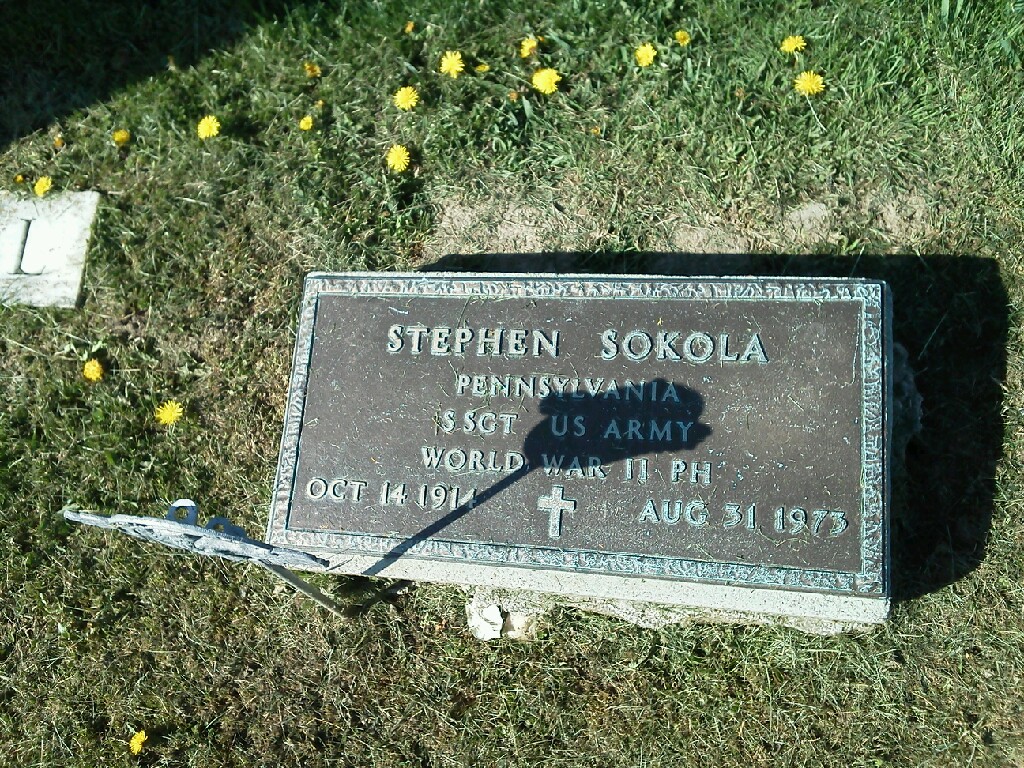 STEPHEN SOKOLA
PENNSYLVANIA
S SGT US ARMY
WORLD WAR II PH
OCT 14 1914 AUG 31 1973